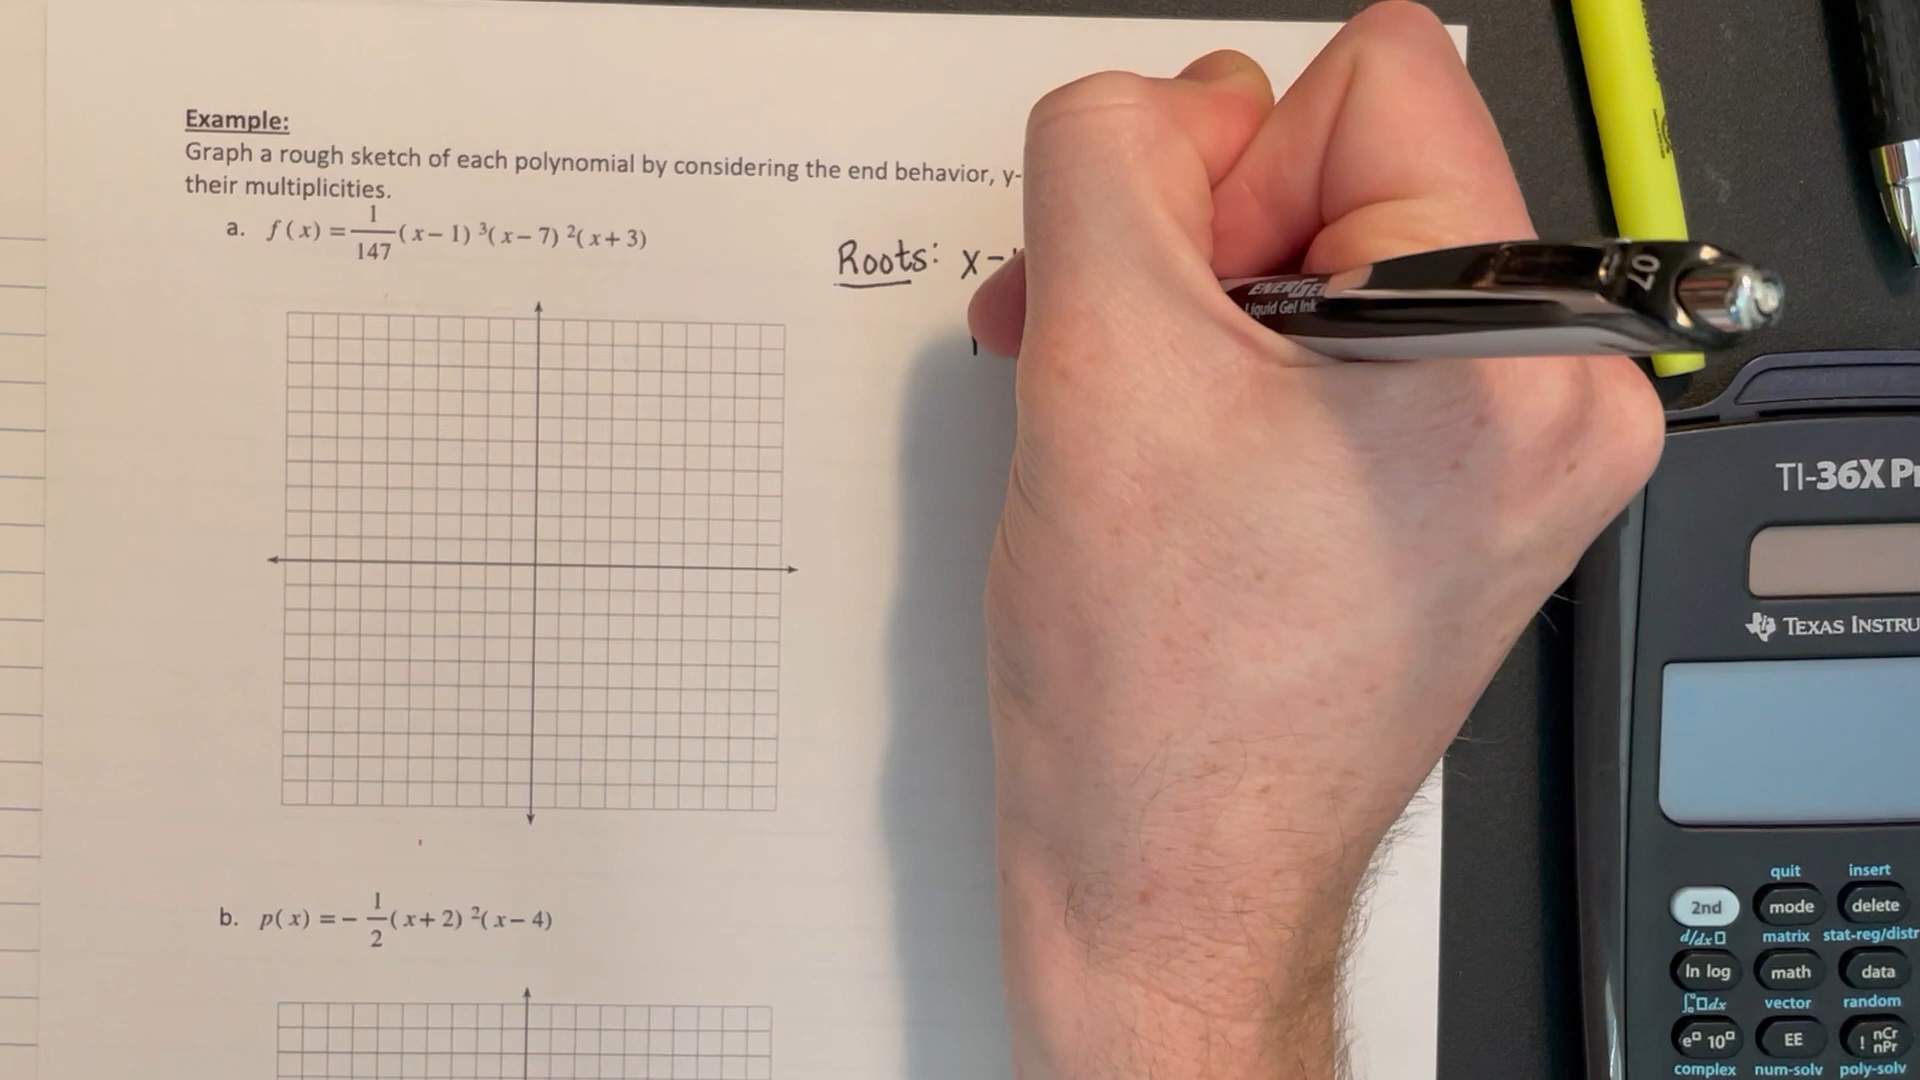 Example:
Graph a rough sketch of each polynomial by considering the end behavior, y-
their multiplicities.
a. f(x) = 1/147 (x − 1)³(x − 7)²(x + 3)
Roots: x −
ENERGEL
Liquid Gel Ink
07
TI-36X
TEXAS
b. p(x) = − 1/2 (x + 2)²(x − 4)
quit insert
2nd mode delete
d/dx□ matrix stat-reg/distr
ln log math data
∫□dx vector random
e□ 10□ EE ! nCr nPr
complex num-solv poly-solv